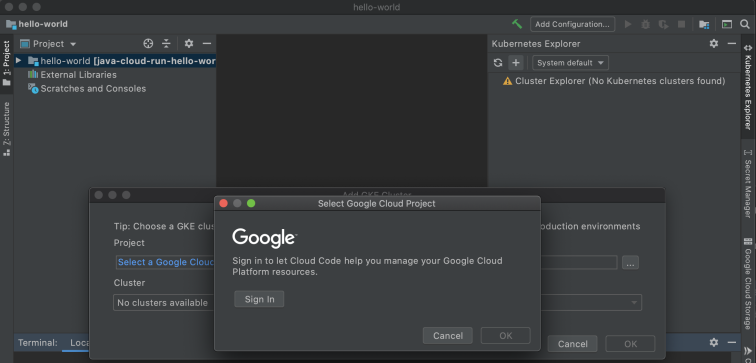 hello-world
hello-world
Add Configuration...
Project
Kubernetes Explorer
hello-world [java-cloud-run-hello-wor
External Libraries
Scratches and Consoles
System default
Cluster Explorer (No Kubernetes clusters found)
1: Project
Z: Structure
Kubernetes Explorer
Secret Manager
Google Cloud Storage
Add GKE Cluster
Tip: Choose a GKE clus
oduction environments
Project
Select a Google Cloud
...
Cluster
No clusters available
Cancel
OK
Select Google Cloud Project
Google
Sign in to let Cloud Code help you manage your Google Cloud
Platform resources.
Sign In
Cancel
OK
Terminal:
Loca